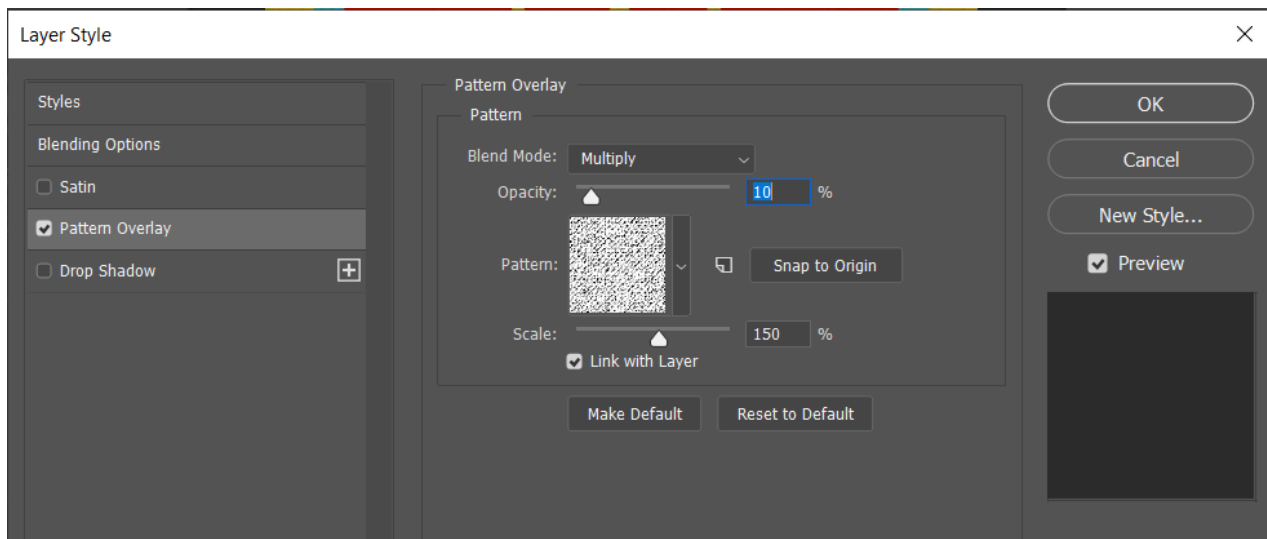 Layer Style
Styles
Blending Options
Satin
Pattern Overlay
Drop Shadow
Pattern Overlay
Pattern
Blend Mode: Multiply
Opacity: 10 %
Pattern: Snap to Origin
Scale: 150 %
Link with Layer
Make Default Reset to Default
OK
Cancel
New Style...
Preview